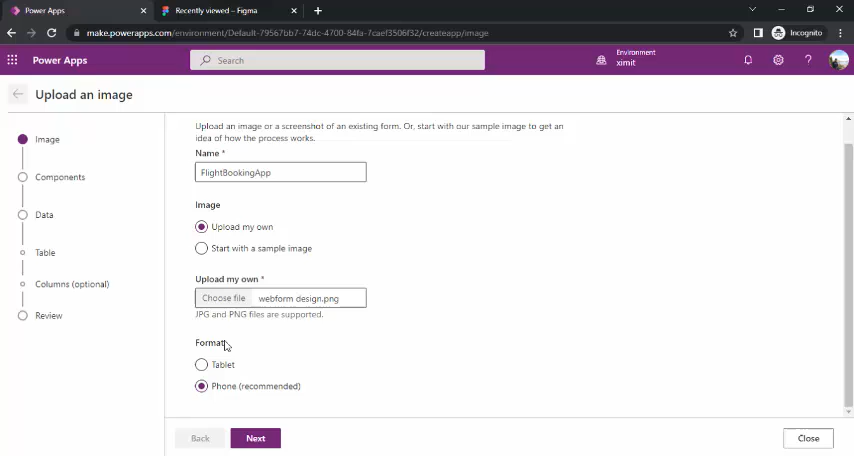 Power Apps
Recently viewed – Figma
make.powerapps.com/environment/Default-79567bb7-74dc-4700-84fa-7caef3506f32/createapp/image
Incognito
Power Apps
Search
Environment
ximit
Upload an image
Image
Components
Data
Table
Columns (optional)
Review
Upload an image or a screenshot of an existing form. Or, start with our sample image to get an
idea of how the process works.
Name *
FlightBookingApp
Image
Upload my own
Start with a sample image
Upload my own *
Choose file webform design.png
JPG and PNG files are supported.
Format
Tablet
Phone (recommended)
Back
Next
Close